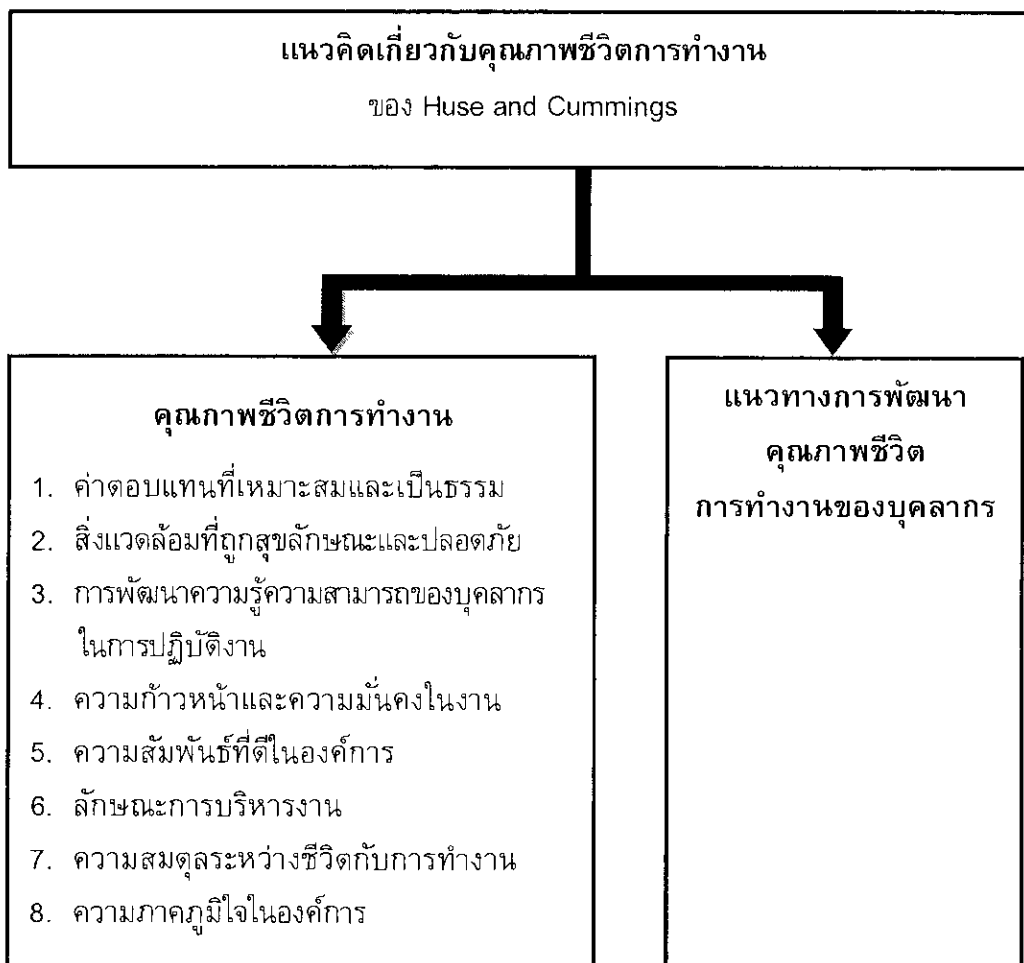 แนวคิดเกี่ยวกับคุณภาพชีวิตการทำงาน
ของ Huse and Cummings
คุณภาพชีวิตการทำงาน
1. ค่าตอบแทนที่เหมาะสมและเป็นธรรม
2. สิ่งแวดล้อมที่ถูกสุขลักษณะและปลอดภัย
3. การพัฒนาความรู้ความสามารถของบุคลากร
ในการปฏิบัติงาน
4. ความก้าวหน้าและความมั่นคงในงาน
5. ความสัมพันธ์ที่ดีในองค์การ
6. ลักษณะการบริหารงาน
7. ความสมดุลระหว่างชีวิตกับการทำงาน
8. ความภาคภูมิใจในองค์การ
แนวทางการพัฒนา
คุณภาพชีวิต
การทำงานของบุคลากร